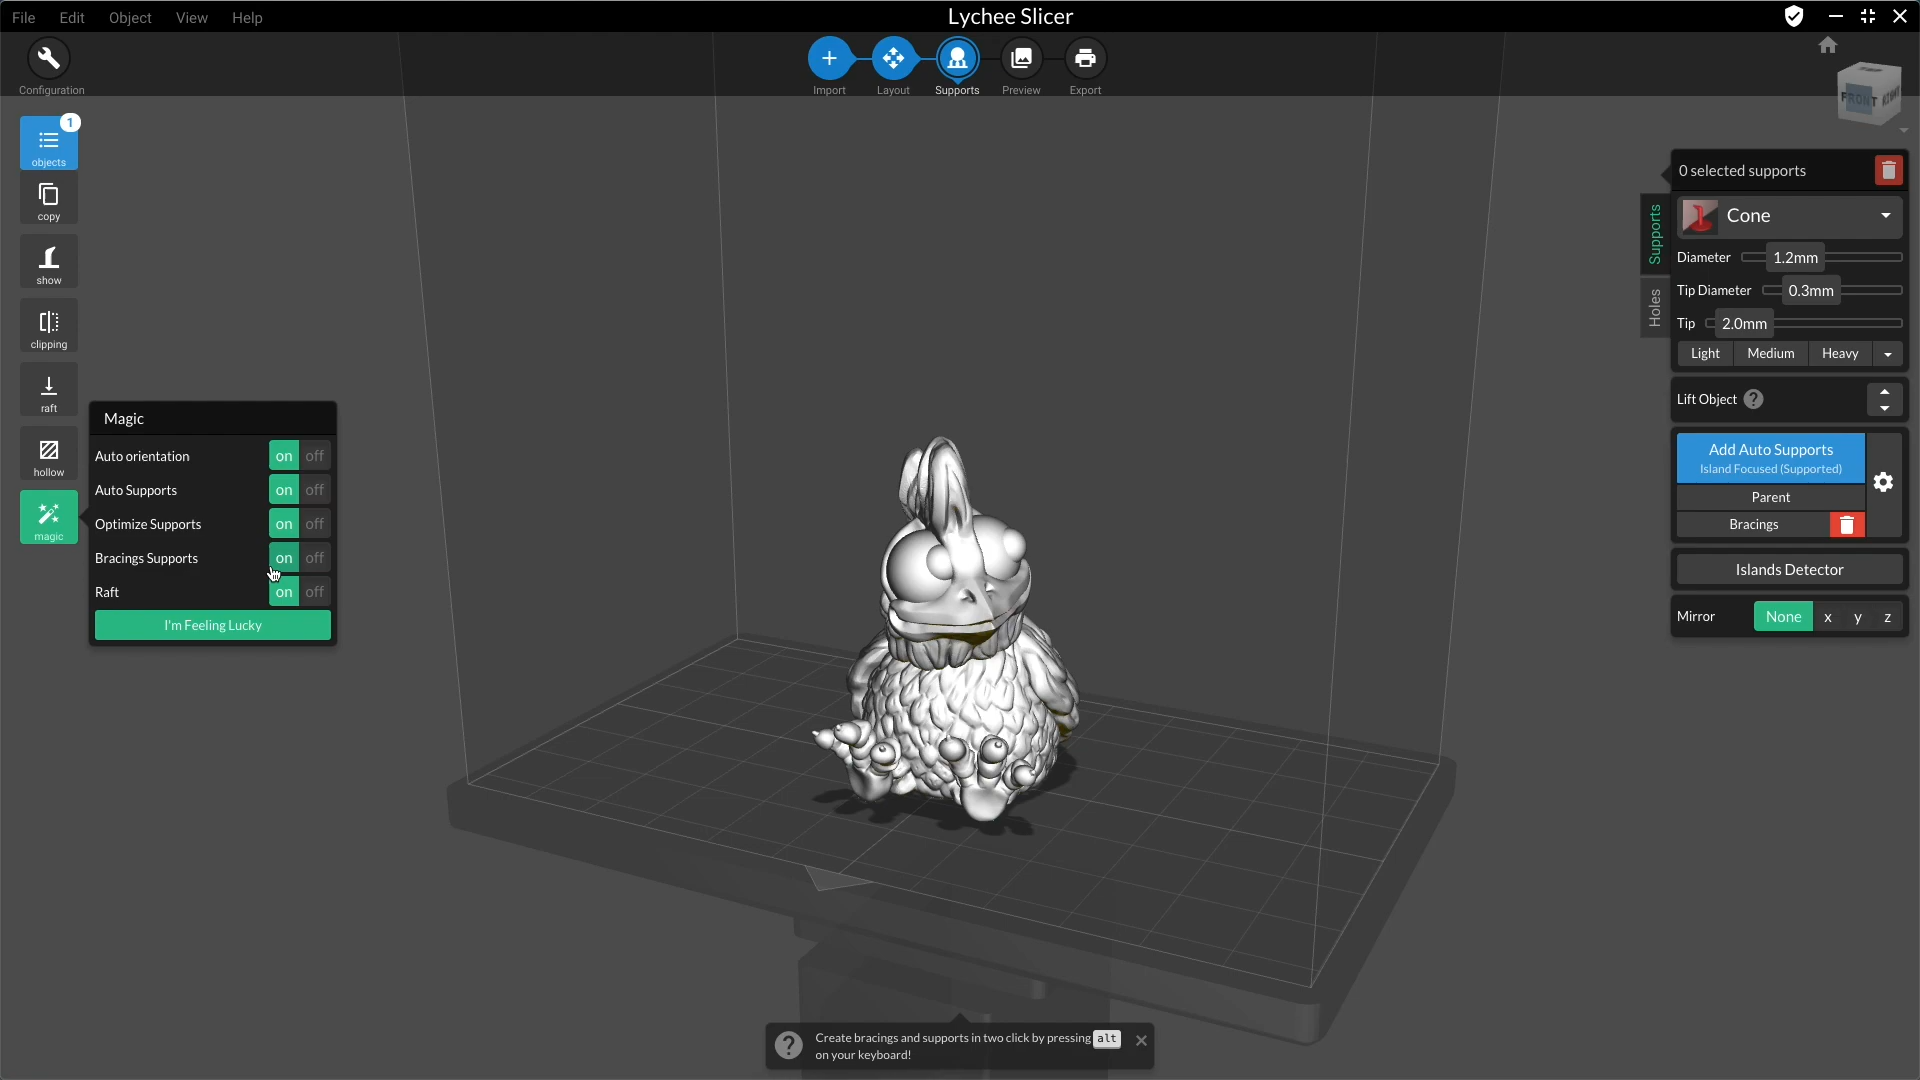 File Edit Object View Help
Lychee Slicer
Configuration
Import
Layout
Supports
Preview
Export
FRONT
RIGHT
1
objects
copy
show
clipping
raft
hollow
magic
Magic
Auto orientation on off
Auto Supports on off
Optimize Supports on off
Bracings Supports on off
Raft on off
I'm Feeling Lucky
Supports
Holes
0 selected supports
Cone
Diameter 1.2mm
Tip Diameter 0.3mm
Tip 2.0mm
Light Medium Heavy
Lift Object ?
Add Auto Supports
Island Focused (Supported)
Parent
Bracings
Islands Detector
Mirror None x y z
? Create bracings and supports in two click by pressing alt
on your keyboard!